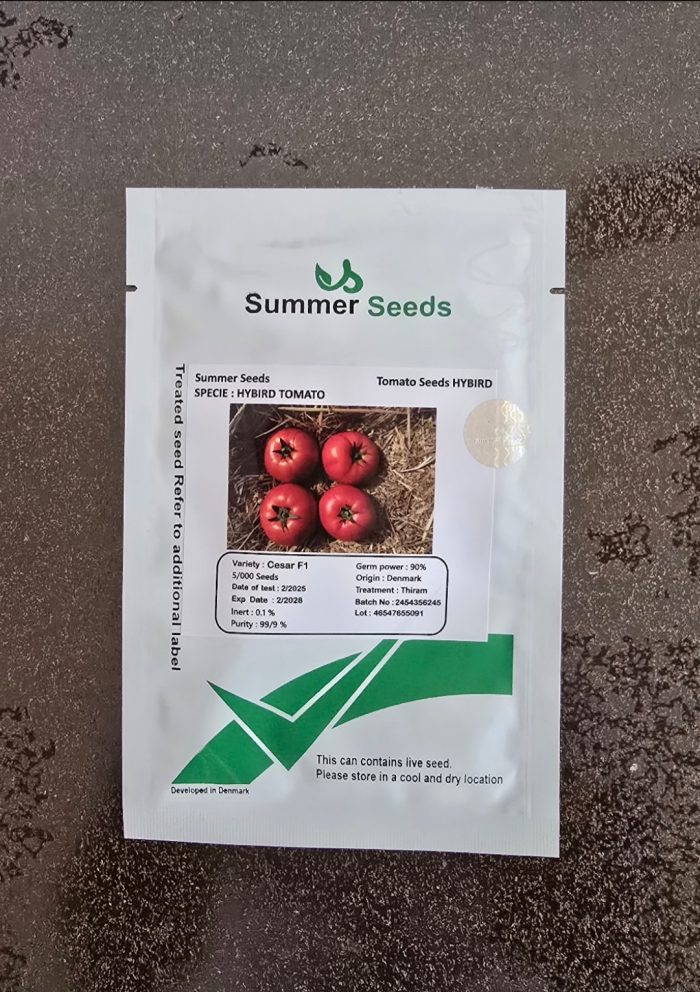 Summer Seeds
Summer Seeds
Tomato Seeds HYBIRD
SPECIE : HYBIRD TOMATO
Treated seed Refer to additional label
Variety : Cesar F1
5/000 Seeds
Date of test : 2/2025
Exp Date : 2/2028
Inert : 0.1 %
Purity : 99/9 %
Germ power : 90%
Origin : Denmark
Treatment : Thiram
Batch No : 2454356245
Lot : 46547655091
This can contains live seed.
Please store in a cool and dry location
Developed in Denmark